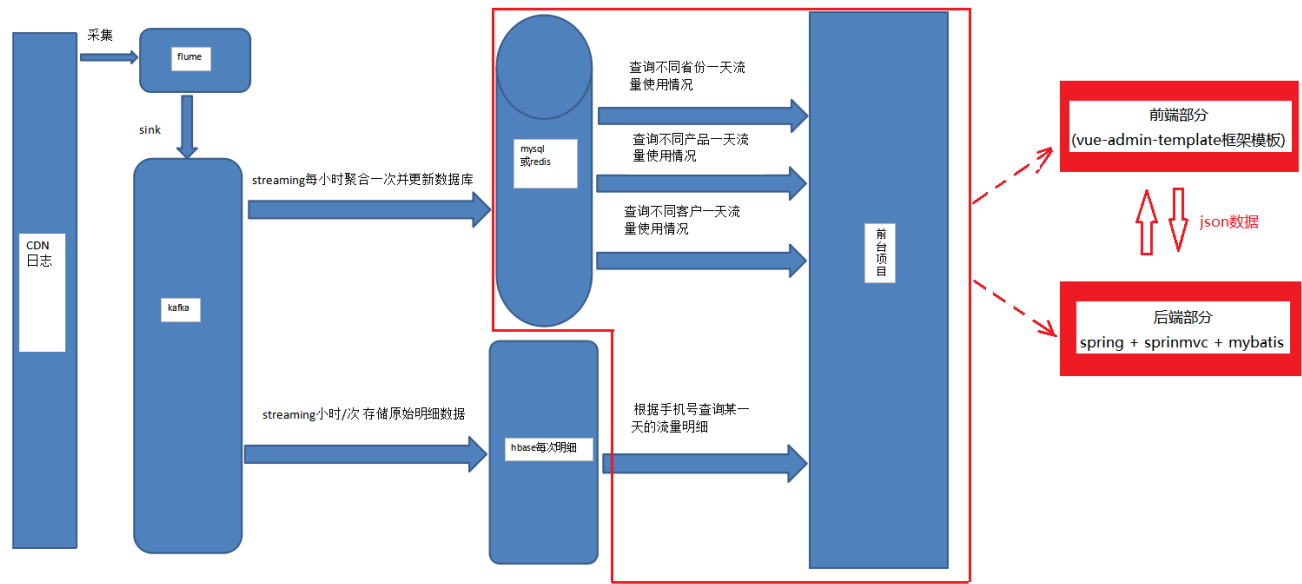 采集
flume
sink
CDN
日志
kafka
streaming每小时聚合一次并更新数据库
mysql
或redis
查询不同省份一天流
量使用情况
查询不同产品一天流
量使用情况
查询不同客户一天流
量使用情况
前
台
项
目
streaming小时/次 存储原始明细数据
hbase每次明细
根据手机号查询某一
天的流量明细
前端部分
(vue-admin-template框架模板)
json数据
后端部分
spring + sprinmvc + mybatis